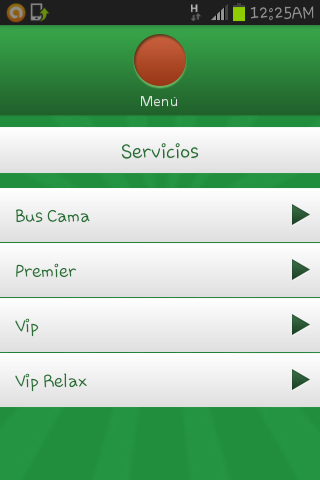 H 12:25AM
Menú
Servicios
Bus Cama
Premier
Vip
Vip Relax